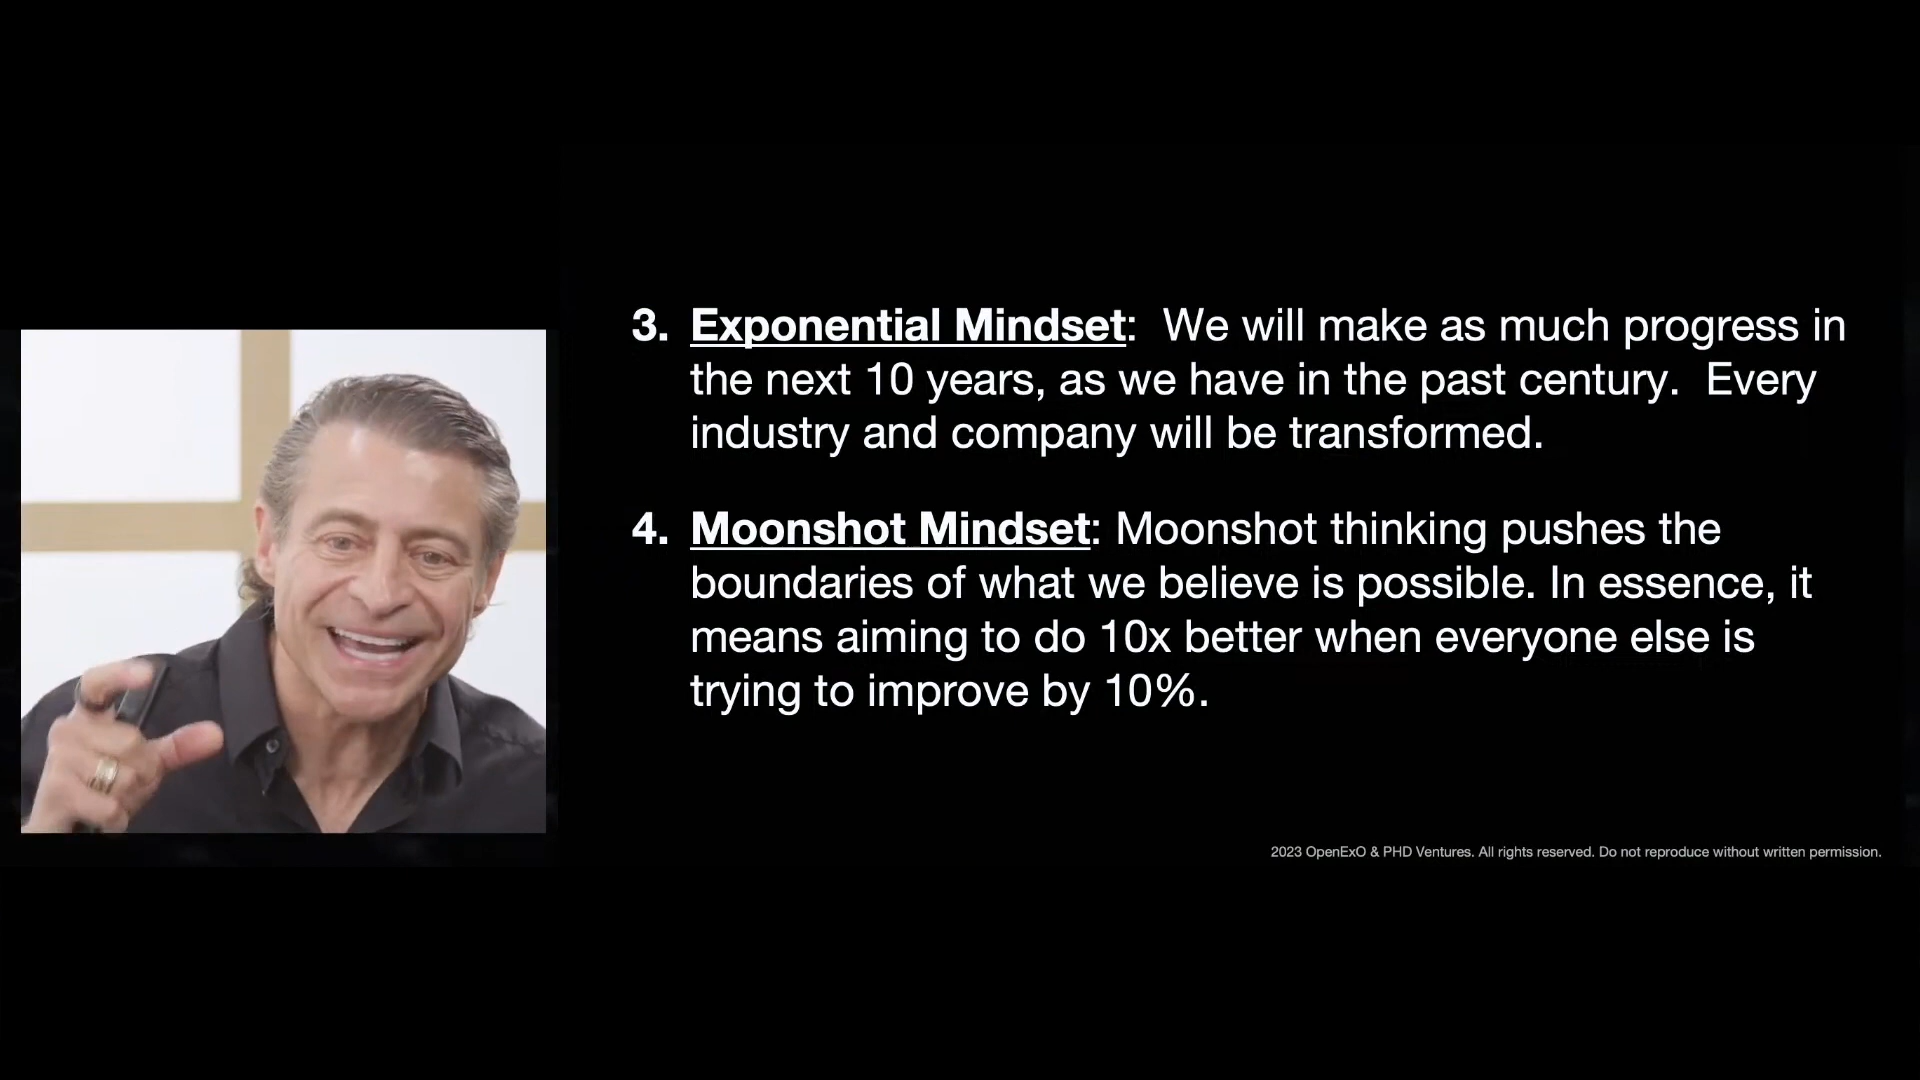 3. Exponential Mindset:  We will make as much progress in
the next 10 years, as we have in the past century.  Every
industry and company will be transformed.
4. Moonshot Mindset: Moonshot thinking pushes the
boundaries of what we believe is possible. In essence, it
means aiming to do 10x better when everyone else is
trying to improve by 10%.
2023 OpenExO & PHD Ventures. All rights reserved. Do not reproduce without written permission.